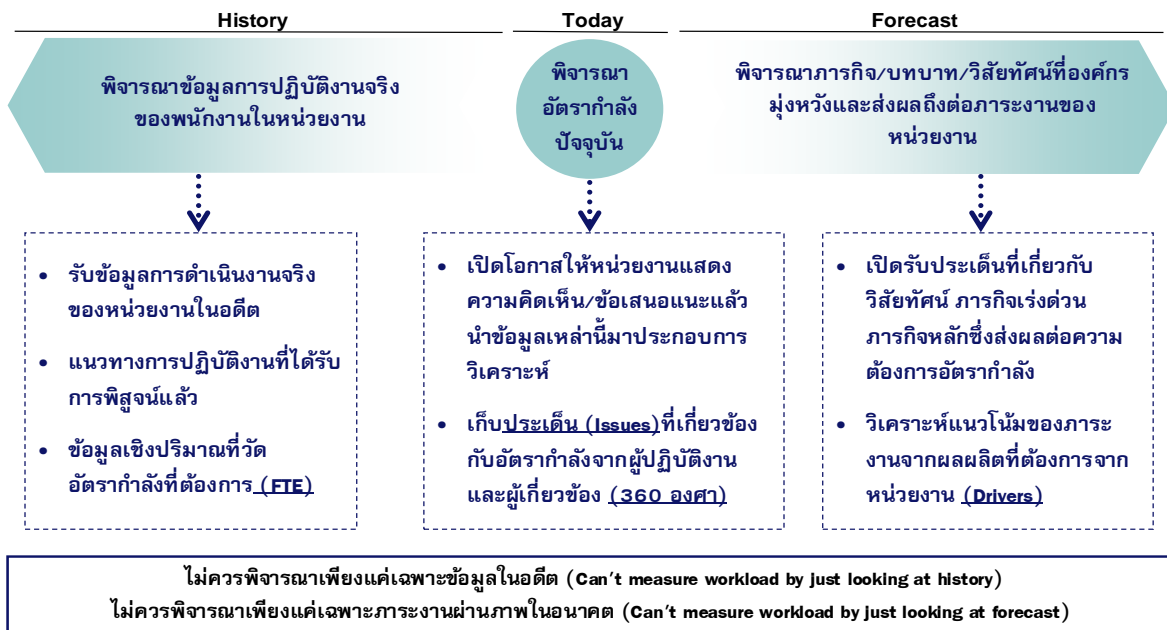 History
Today
Forecast
พิจารณาข้อมูลการปฏิบัติงานจริง
ของพนักงานในหน่วยงาน
พิจารณา
อัตรากำลัง
ปัจจุบัน
พิจารณาภารกิจ/บทบาท/วิสัยทัศน์ที่องค์กร
มุ่งหวังและส่งผลถึงต่อภาระงานของ
หน่วยงาน
• รับข้อมูลการดำเนินงานจริง
ของหน่วยงานในอดีต
• แนวทางการปฏิบัติงานที่ได้รับ
การพิสูจน์แล้ว
• ข้อมูลเชิงปริมาณที่วัด
อัตรากำลังที่ต้องการ (FTE)
• เปิดโอกาสให้หน่วยงานแสดง
ความคิดเห็น/ข้อเสนอแนะแล้ว
นำข้อมูลเหล่านี้มาประกอบการ
วิเคราะห์
• เก็บประเด็น (Issues)ที่เกี่ยวข้อง
กับอัตรากำลังจากผู้ปฏิบัติงาน
และผู้เกี่ยวข้อง (360 องศา)
• เปิดรับประเด็นที่เกี่ยวกับ
วิสัยทัศน์ ภารกิจเร่งด่วน
ภารกิจหลักซึ่งส่งผลต่อความ
ต้องการอัตรากำลัง
• วิเคราะห์แนวโน้มของภาระ
งานจากผลผลิตที่ต้องการจาก
หน่วยงาน (Drivers)
ไม่ควรพิจารณาเพียงแค่เฉพาะข้อมูลในอดีต (Can't measure workload by just looking at history)
ไม่ควรพิจารณาเพียงแค่เฉพาะภาระงานผ่านภาพในอนาคต (Can't measure workload by just looking at forecast)